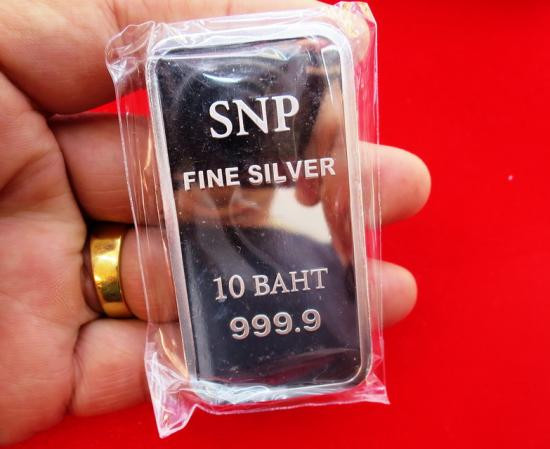 SNP
FINE SILVER
10 BAHT
999.9